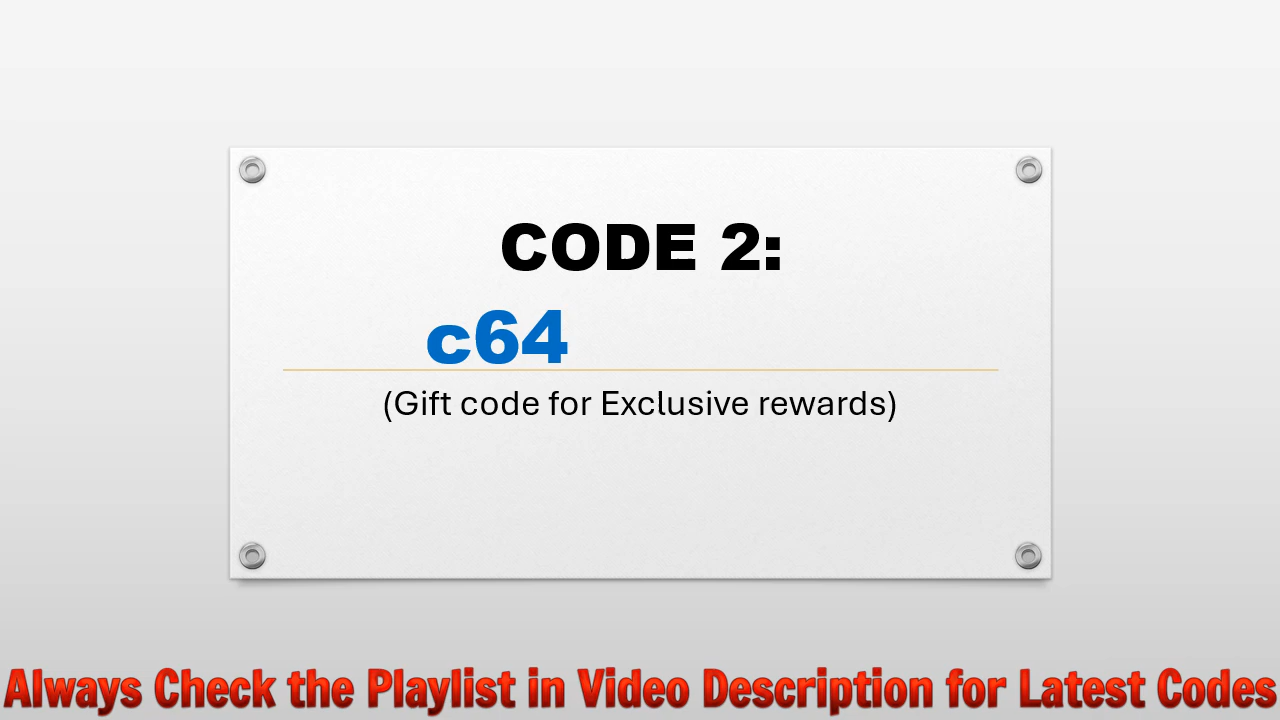 CODE 2:
c64
(Gift code for Exclusive rewards)
Always Check the Playlist in Video Description for Latest Codes